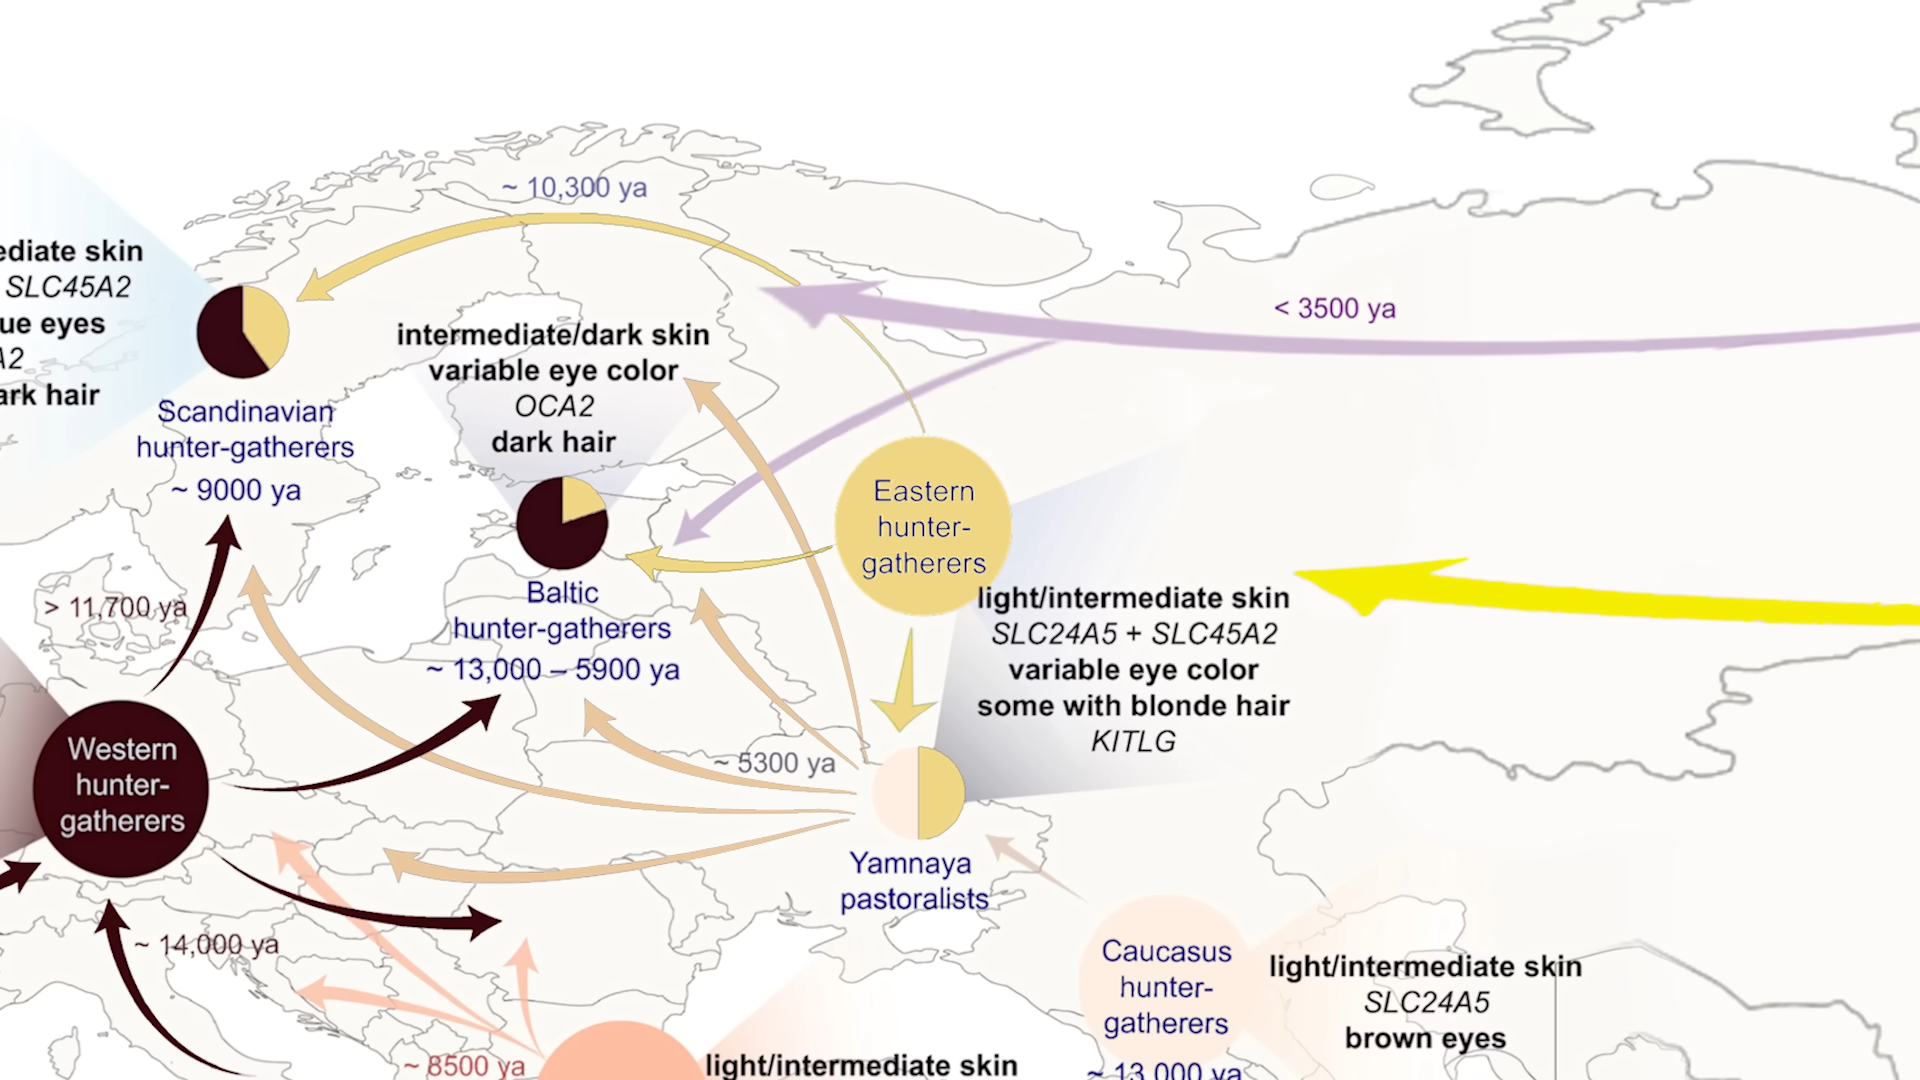 ~ 10,300 ya
ediate skin
SLC45A2
ue eyes
A2
ark hair
< 3500 ya
intermediate/dark skin
variable eye color
OCA2
dark hair
Scandinavian
hunter-gatherers
~ 9000 ya
Eastern
hunter-
gatherers
> 11,700 ya
Baltic
hunter-gatherers
~ 13,000 – 5900 ya
light/intermediate skin
SLC24A5 + SLC45A2
variable eye color
some with blonde hair
KITLG
Western
hunter-
gatherers
~ 5300 ya
Yamnaya
pastoralists
~ 14,000 ya
Caucasus
hunter-
gatherers
~ 13,000 ya
light/intermediate skin
SLC24A5
brown eyes
~ 8500 ya
light/intermediate skin